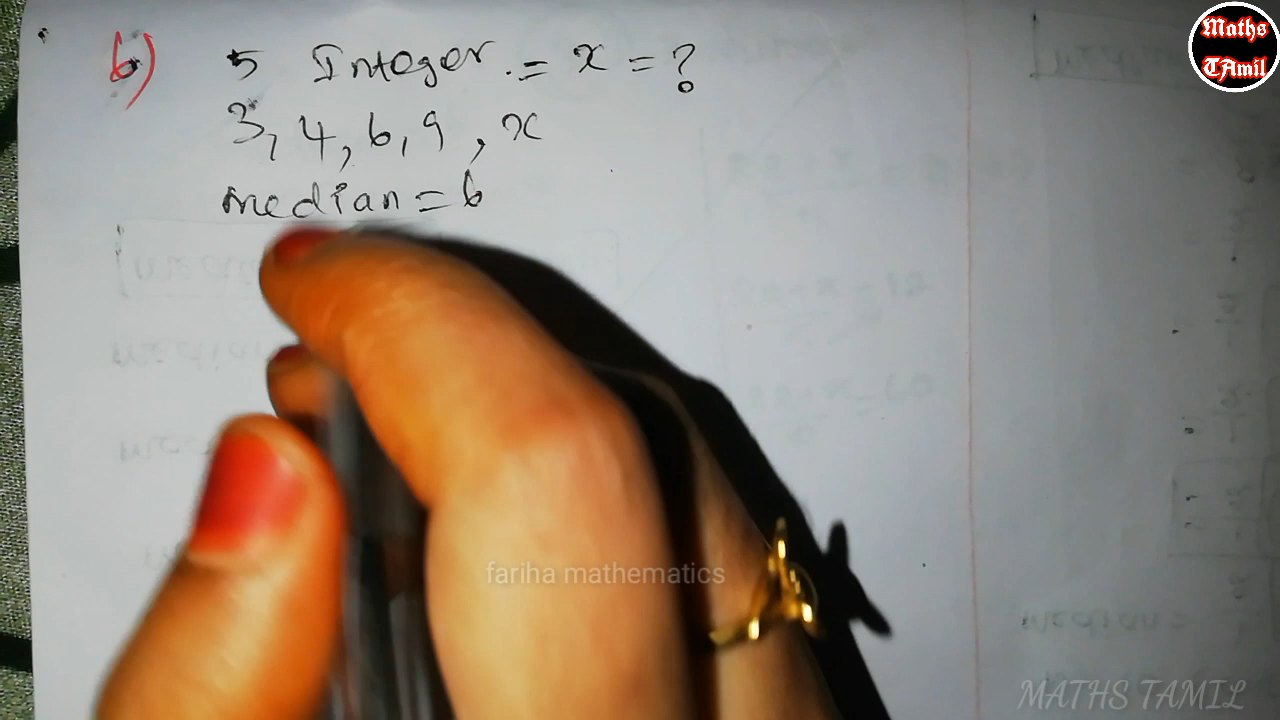 b) 5 Integer. = x = ?
3, 4, 6, 9, x
median = 6
Maths
TAmil
fariha mathematics
MATHS TAMIL